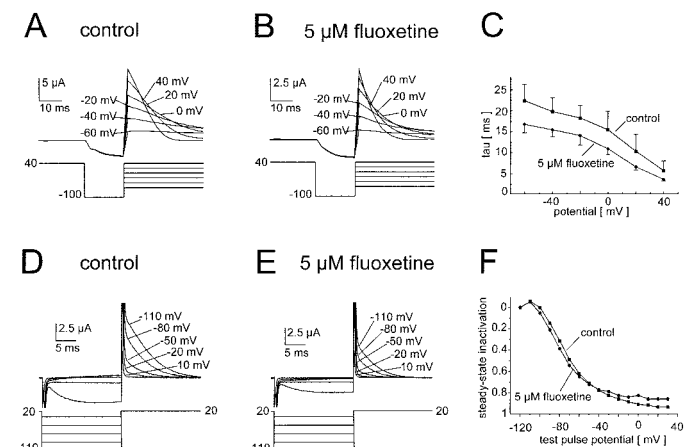 A control
B 5 µM fluoxetine
C
5 µA
10 ms
40 mV
20 mV
0 mV
-20 mV
-40 mV
-60 mV
40
-100
2.5 µA
10 ms
40 mV
20 mV
0 mV
-20 mV
-40 mV
-60 mV
40
-100
tau [ ms ]
25
20
15
10
5
0
control
5 µM fluoxetine
-40 -20 0 20 40
potential [ mV ]
D control
E 5 µM fluoxetine
F
2.5 µA
5 ms
-110 mV
-80 mV
-50 mV
-20 mV
10 mV
20
20
-110
2.5 µA
5 ms
-110 mV
-80 mV
-50 mV
-20 mV
10 mV
20
20
-110
steady-state inactivation
0
0.2
0.4
0.6
0.8
1
control
5 µM fluoxetine
-120 -80 -40 0 40
test pulse potential [ mV ]